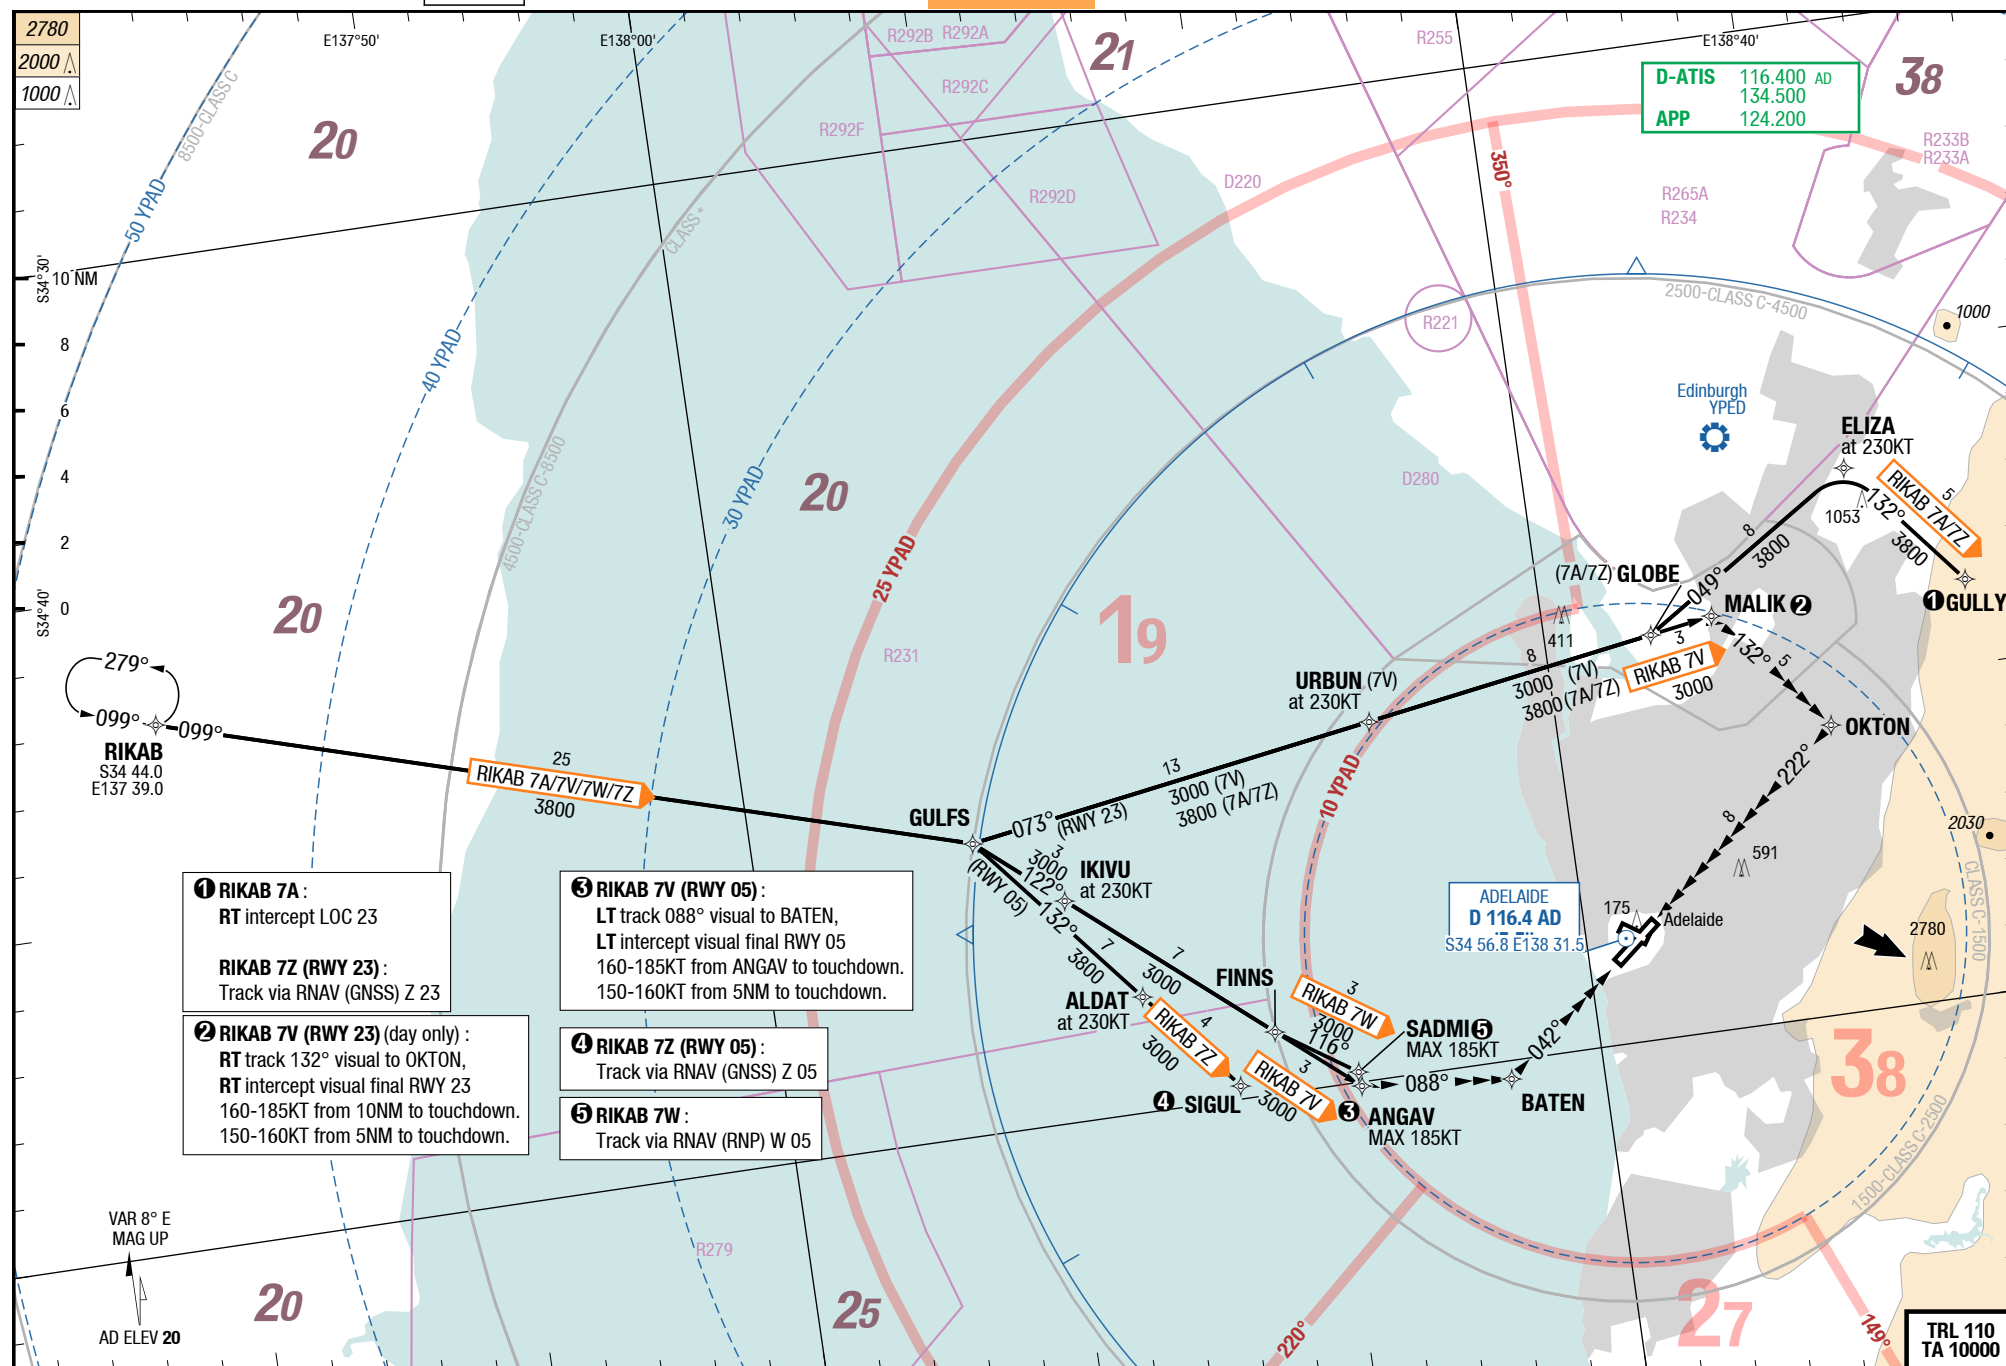 2780
2000
1000
E137°50'
E138°00'
E138°40'
8500-CLASS C
50 YPAD
20
21
38
R292B
R292A
R292C
R292F
R292D
R255
D-ATIS 116.400 AD
134.500
APP 124.200
R233B
R233A
R265A
R234
D220
CLASS *
350°
S34°30'
10 NM
8
6
4
2
0
S34°40'
40 YPAD
30 YPAD
25 YPAD
4500-CLASS C-8500
2500-CLASS C-4500
R221
1000
Edinburgh
YPED
ELIZA
at 230KT
D280
20
20
19
R231
1053
132°
RIKAB 7A/7Z
5
3800
1 GULLY
8
3800
049°
(7A/7Z) GLOBE
MALIK 2
411
3
RIKAB 7V
3000
132°
5
OKTON
222°
8
279°
099°
099°
RIKAB
S34 44.0
E137 39.0
25
RIKAB 7A/7V/7W/7Z
3800
GULFS
073° (RWY 23)
13
3000 (7V)
3800 (7A/7Z)
URBUN (7V)
at 230KT
8
3000 (7V)
3800 (7A/7Z)
10 YPAD
(RWY 05)
3
3000
122°
IKIVU
at 230KT
132°
3800
7
7
3000
ALDAT
at 230KT
RIKAB 7Z
4
3000
4 SIGUL
FINNS
RIKAB 7W
3
3000
116°
SADMI 5
MAX 185KT
RIKAB 7V
3
3000
3 ANGAV
MAX 185KT
088°
BATEN
042°
591
2030
2780
175
Adelaide
ADELAIDE
D 116.4 AD
S34 56.8 E138 31.5
CLASS C-1500
1500-CLASS C-2500
38
27
1 RIKAB 7A :
RT intercept LOC 23
RIKAB 7Z (RWY 23) :
Track via RNAV (GNSS) Z 23
2 RIKAB 7V (RWY 23) (day only) :
RT track 132° visual to OKTON,
RT intercept visual final RWY 23
160-185KT from 10NM to touchdown.
150-160KT from 5NM to touchdown.
3 RIKAB 7V (RWY 05) :
LT track 088° visual to BATEN,
LT intercept visual final RWY 05
160-185KT from ANGAV to touchdown.
150-160KT from 5NM to touchdown.
4 RIKAB 7Z (RWY 05) :
Track via RNAV (GNSS) Z 05
5 RIKAB 7W :
Track via RNAV (RNP) W 05
VAR 8° E
MAG UP
AD ELEV 20
20
25
R279
220°
149°
TRL 110
TA 10000